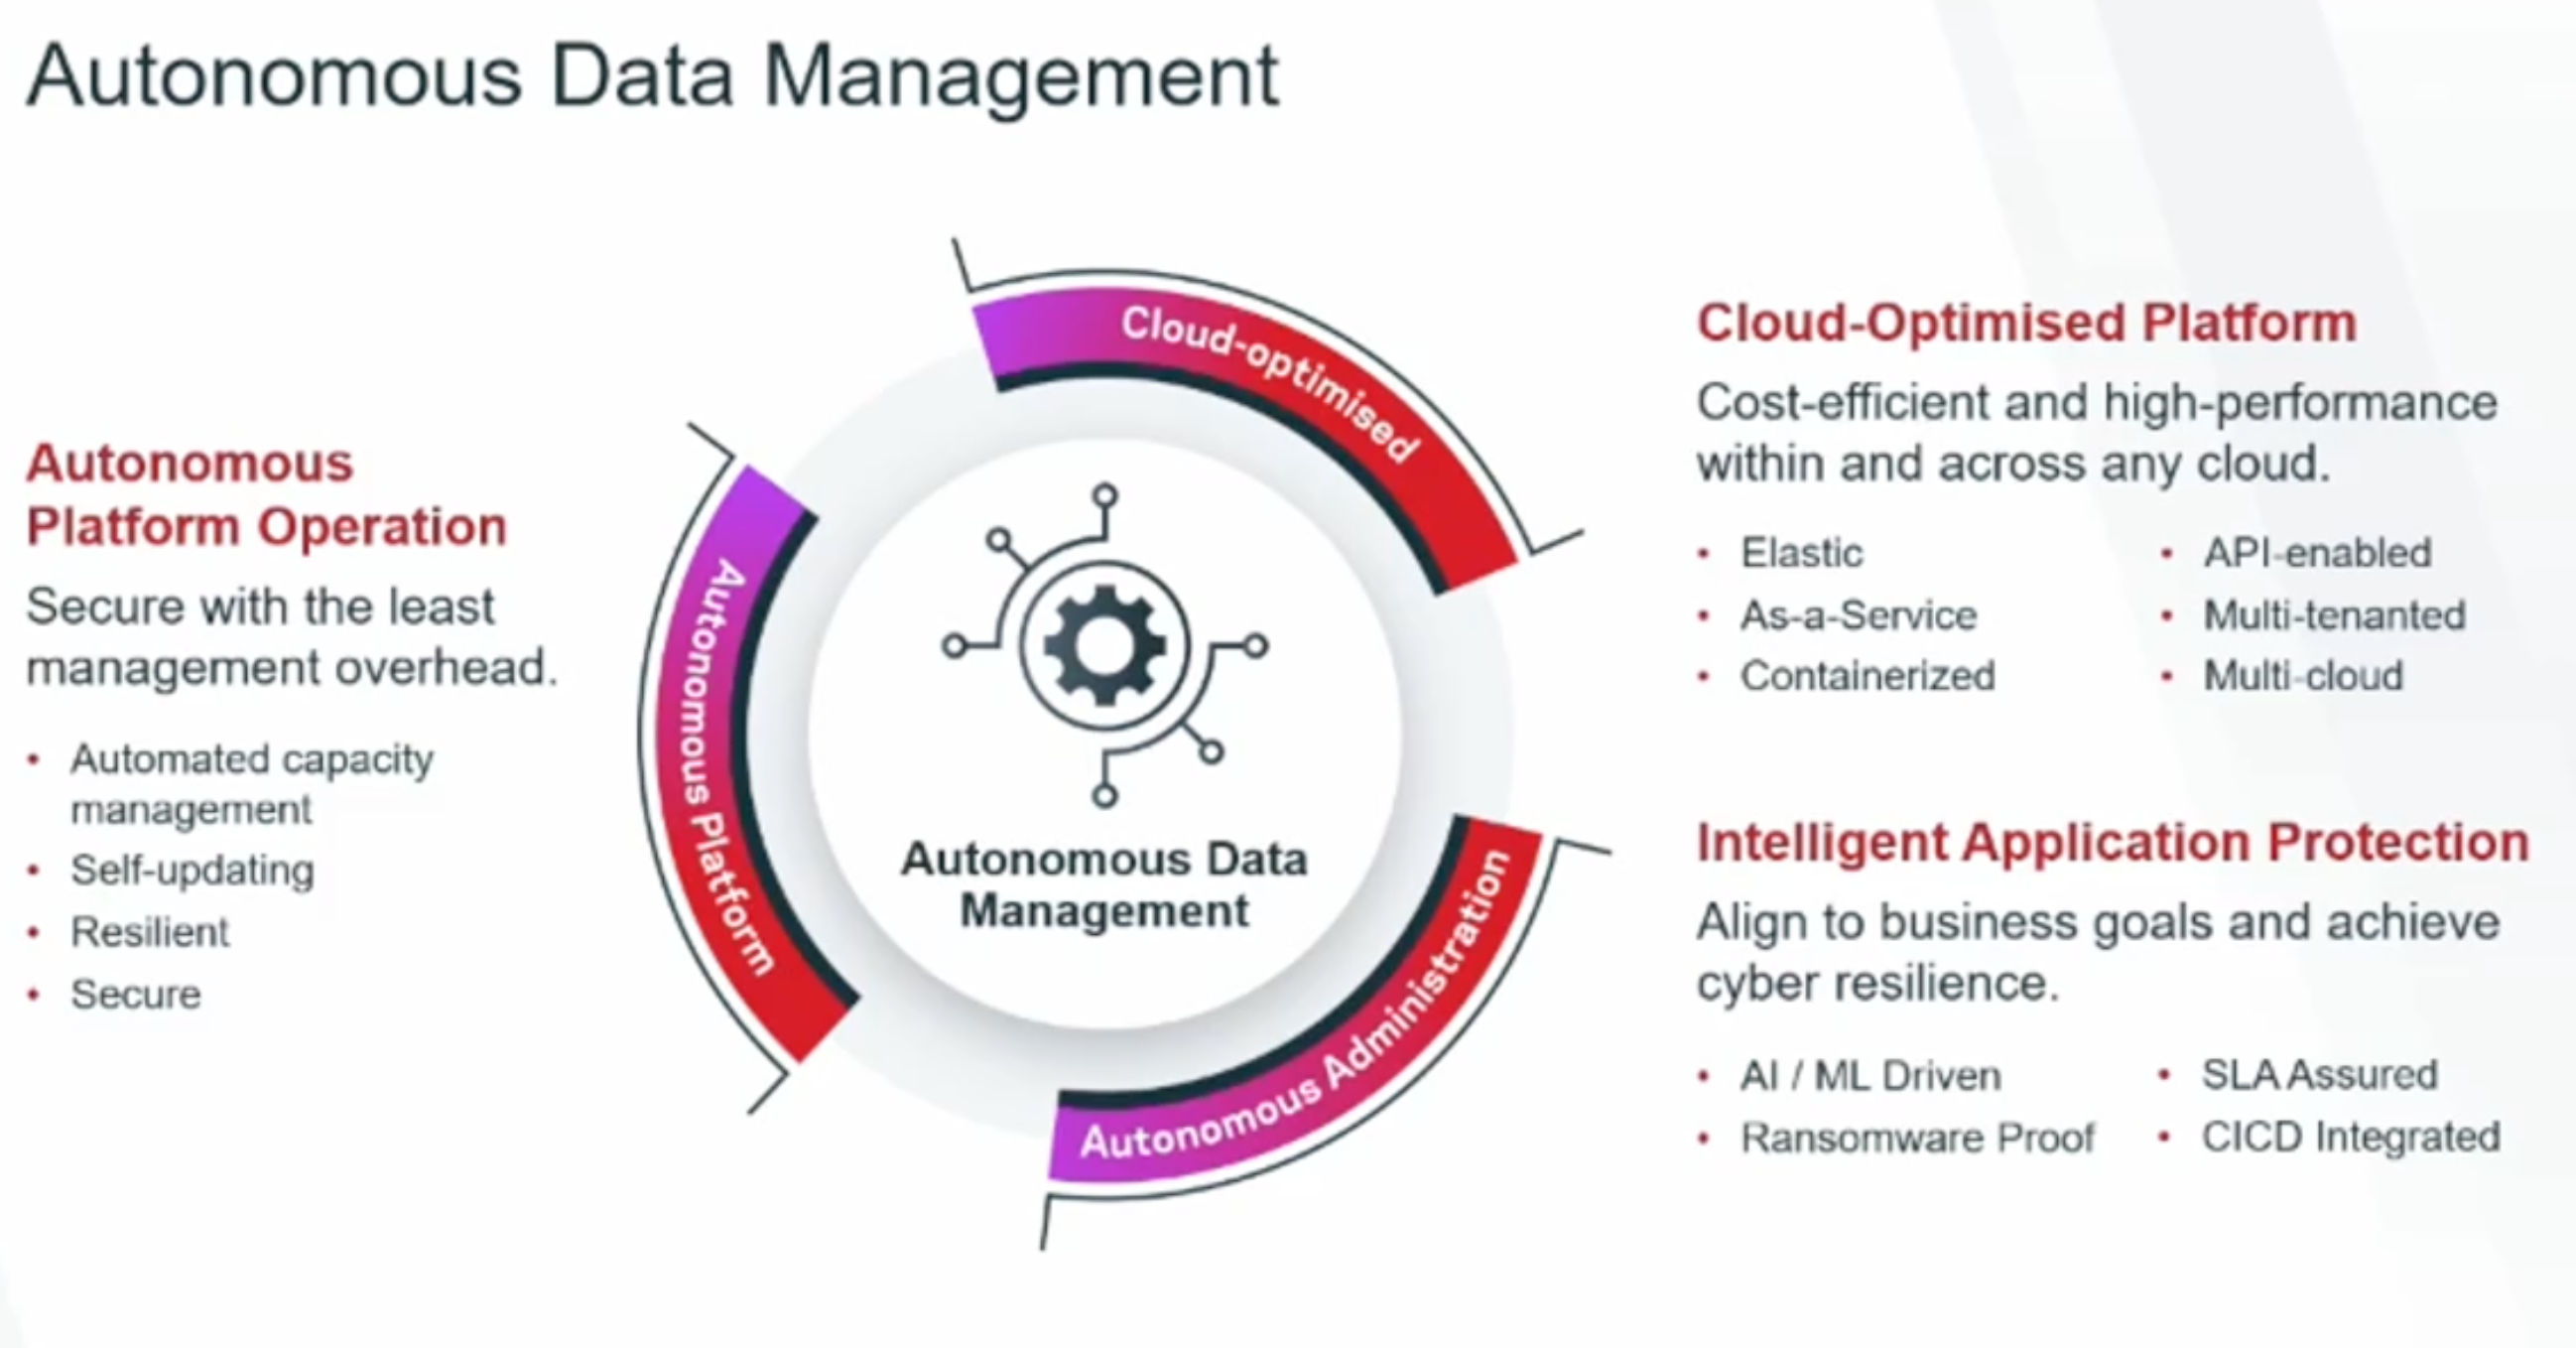 Autonomous Data Management
Autonomous
Platform Operation
Secure with the least
management overhead.
• Automated capacity
management
• Self-updating
• Resilient
• Secure
Cloud-optimised
Autonomous Platform
Autonomous Administration
Autonomous Data
Management
Cloud-Optimised Platform
Cost-efficient and high-performance
within and across any cloud.
• Elastic
• As-a-Service
• Containerized
• API-enabled
• Multi-tenanted
• Multi-cloud
Intelligent Application Protection
Align to business goals and achieve
cyber resilience.
• AI / ML Driven
• Ransomware Proof
• SLA Assured
• CICD Integrated